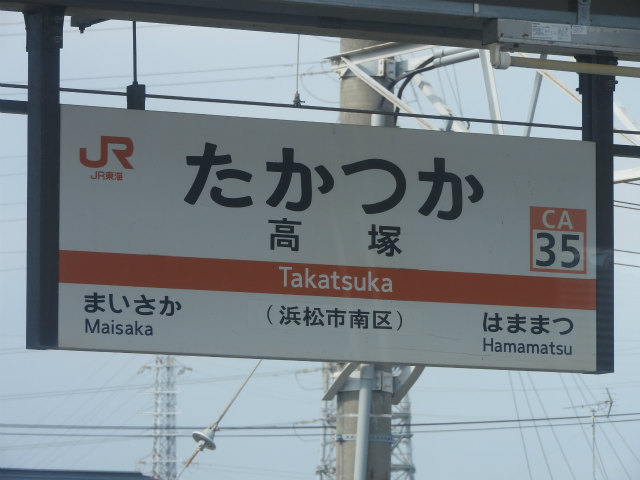 JR
JR東海
たかつか
高塚
CA
35
Takatsuka
まいさか
Maisaka
(浜松市南区)
はままつ
Hamamatsu